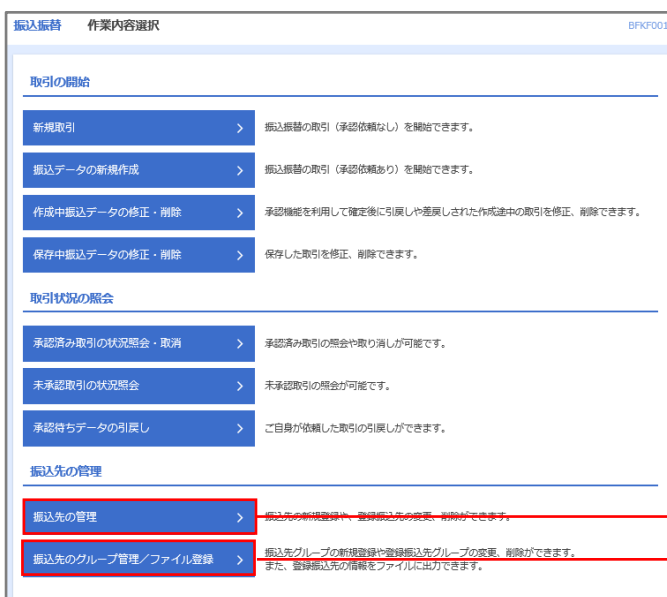 振込振替 作業内容選択 BFKF001
取引の開始
新規取引 振込振替の取引（承認依頼なし）を開始できます。
振込データの新規作成 振込振替の取引（承認依頼あり）を開始できます。
作成中振込データの修正・削除 承認機能を利用して確定後に引戻しや差戻しされた作成途中の取引を修正、削除できます。
保存中振込データの修正・削除 保存した取引を修正、削除できます。
取引状況の照会
承認済み取引の状況照会・取消 承認済み取引の照会や取り消しが可能です。
未承認取引の状況照会 未承認取引の照会が可能です。
承認待ちデータの引戻し ご自身が依頼した取引の引戻しができます。
振込先の管理
振込先の管理 振込先の新規登録や、登録振込先の変更、削除ができます。
振込先のグループ管理／ファイル登録 振込先グループの新規登録や登録振込先グループの変更、削除ができます。
また、登録振込先の情報をファイルに出力できます。